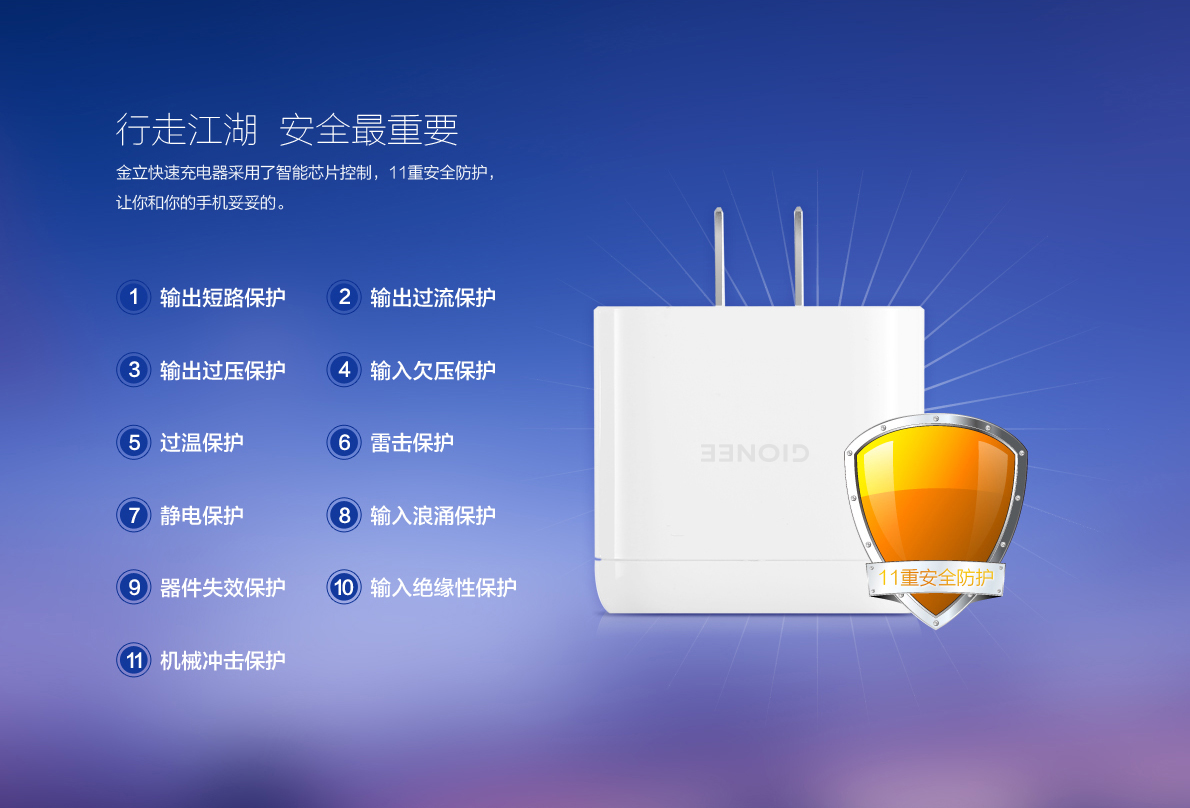 行走江湖 安全最重要
金立快速充电器采用了智能芯片控制，11重安全防护，
让你和你的手机妥妥的。
1 输出短路保护
2 输出过流保护
3 输出过压保护
4 输入欠压保护
5 过温保护
6 雷击保护
7 静电保护
8 输入浪涌保护
9 器件失效保护
10 输入绝缘性保护
11 机械冲击保护
GIONEE
11重安全防护